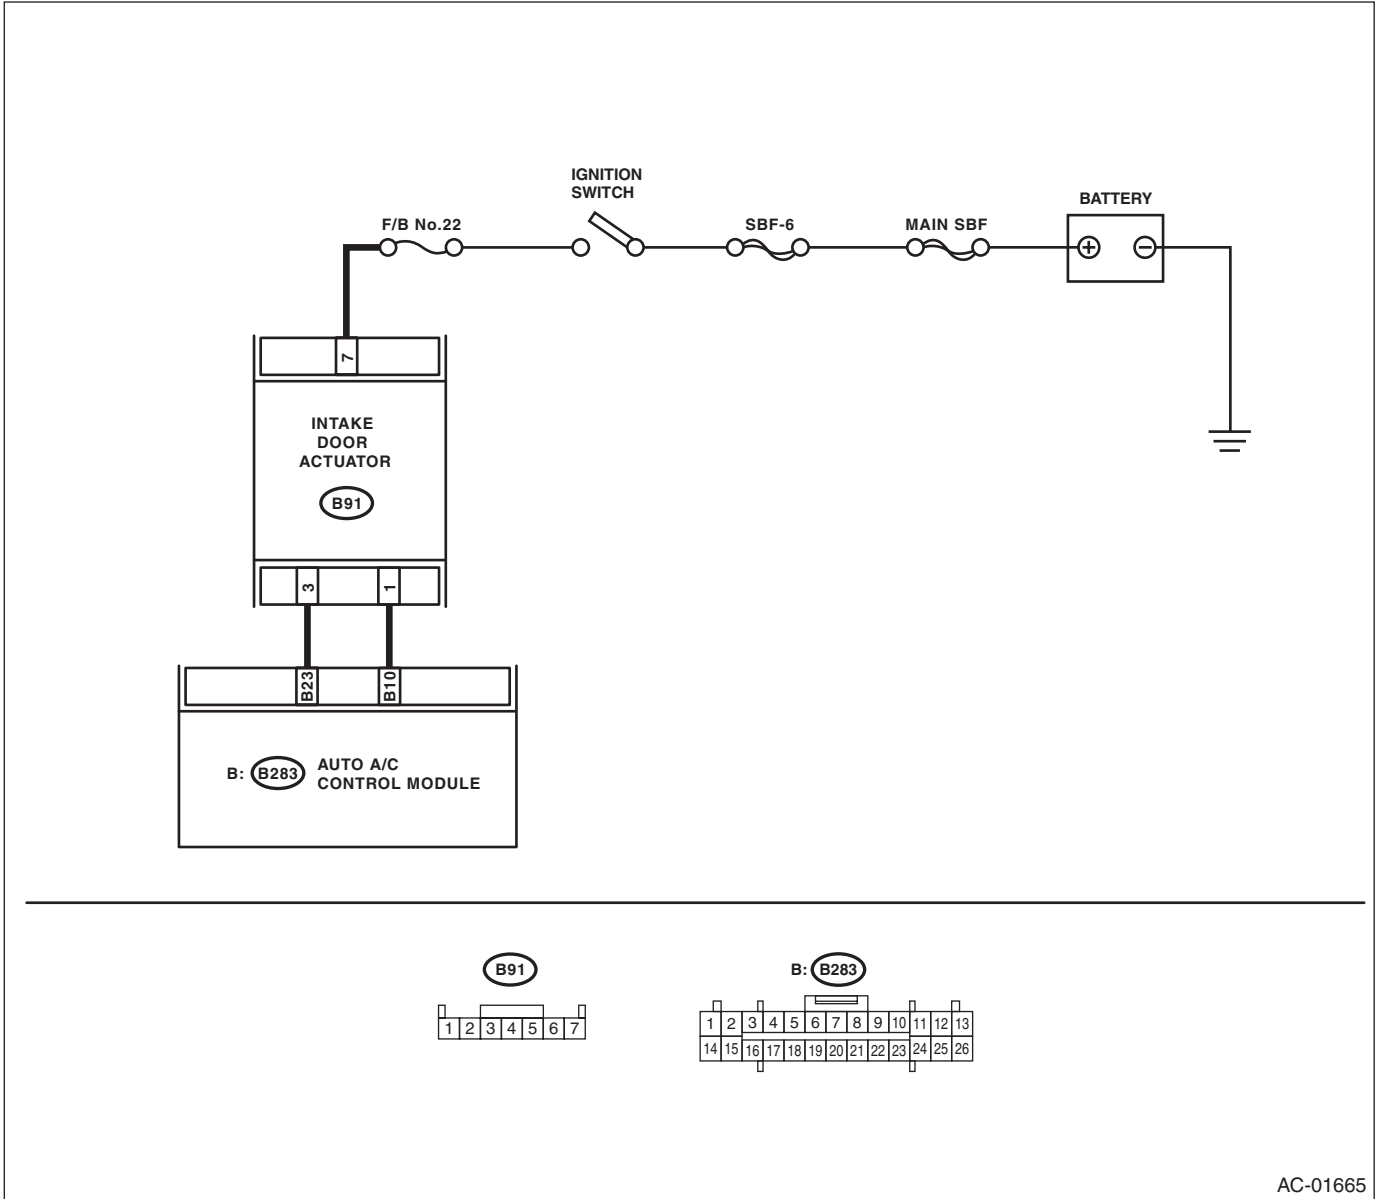 IGNITION
SWITCH
BATTERY
F/B No.22
SBF-6
MAIN SBF
+
−
7
INTAKE
DOOR
ACTUATOR
B91
3 1
B23 B10
B: B283 AUTO A/C
CONTROL MODULE
B91
1 2 3 4 5 6 7
B: B283
1 2 3 4 5 6 7 8 9 10 11 12 13
14 15 16 17 18 19 20 21 22 23 24 25 26
AC-01665